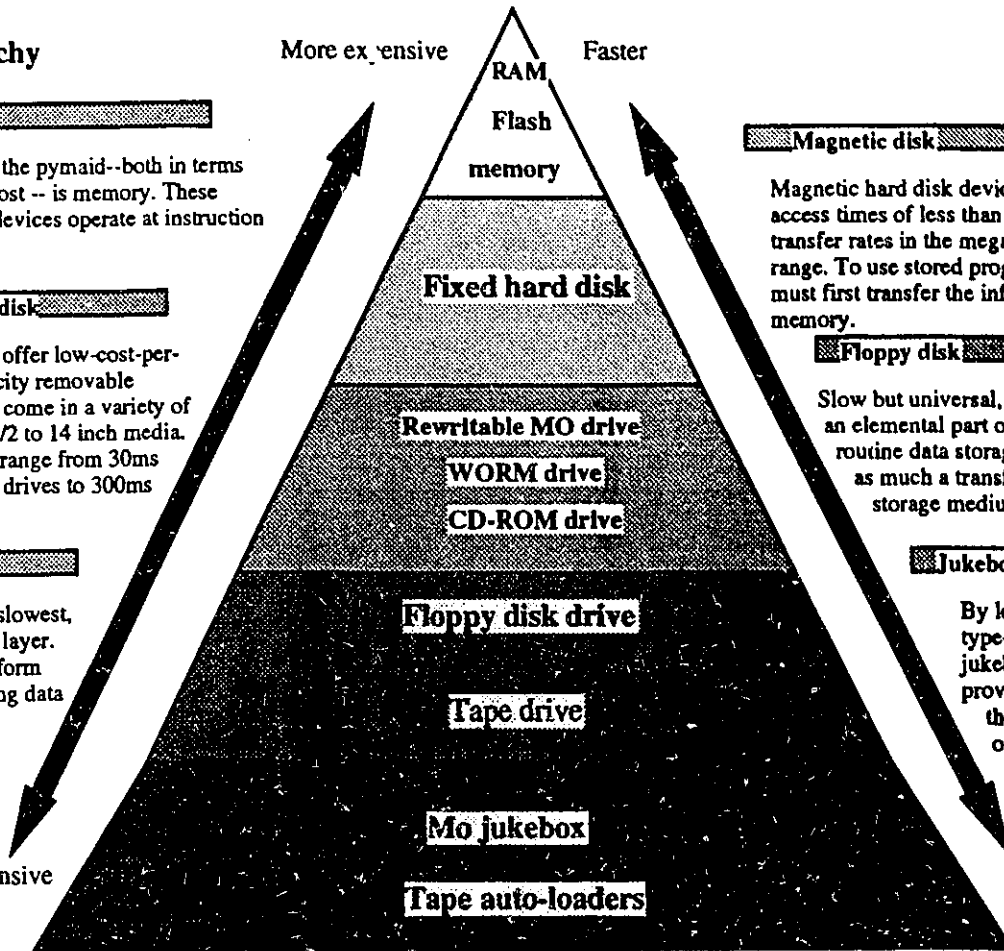 chy
More expensive
Faster
RAM
Flash
memory
the pymaid--both in terms
ost -- is memory. These
devices operate at instruction
disk
offer low-cost-per-
city removable
come in a variety of
/2 to 14 inch media.
range from 30ms
drives to 300ms
slowest,
layer.
form
ng data
nsive
Fixed hard disk
Rewritable MO drive
WORM drive
CD-ROM drive
Floppy disk drive
Tape drive
Mo jukebox
Tape auto-loaders
Magnetic disk
Magnetic hard disk devic
access times of less than
transfer rates in the mega
range. To use stored prog
must first transfer the inf
memory.
Floppy disk
Slow but universal,
an elemental part o
routine data storag
as much a transf
storage mediu
Jukebo
By l
type-
juke
prov
th
o